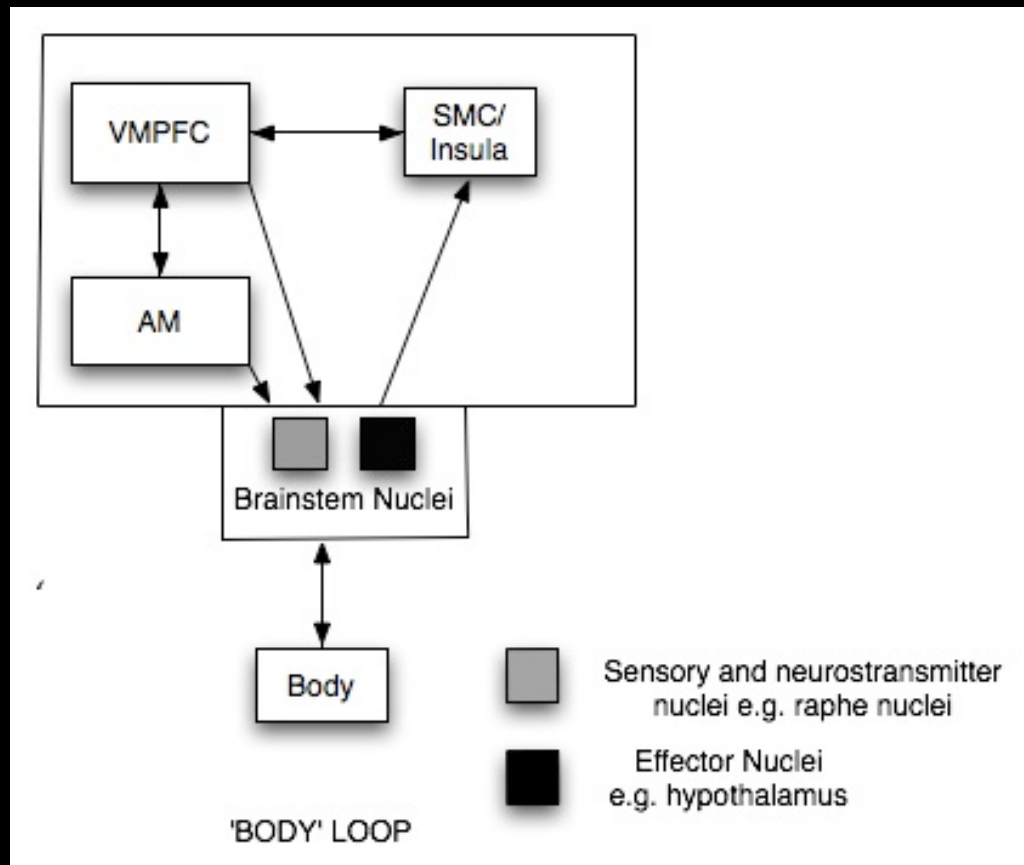 VMPFC
SMC/
Insula
AM
Brainstem Nuclei
Body
Sensory and neurostransmitter
nuclei e.g. raphe nuclei
Effector Nuclei
e.g. hypothalamus
'BODY' LOOP